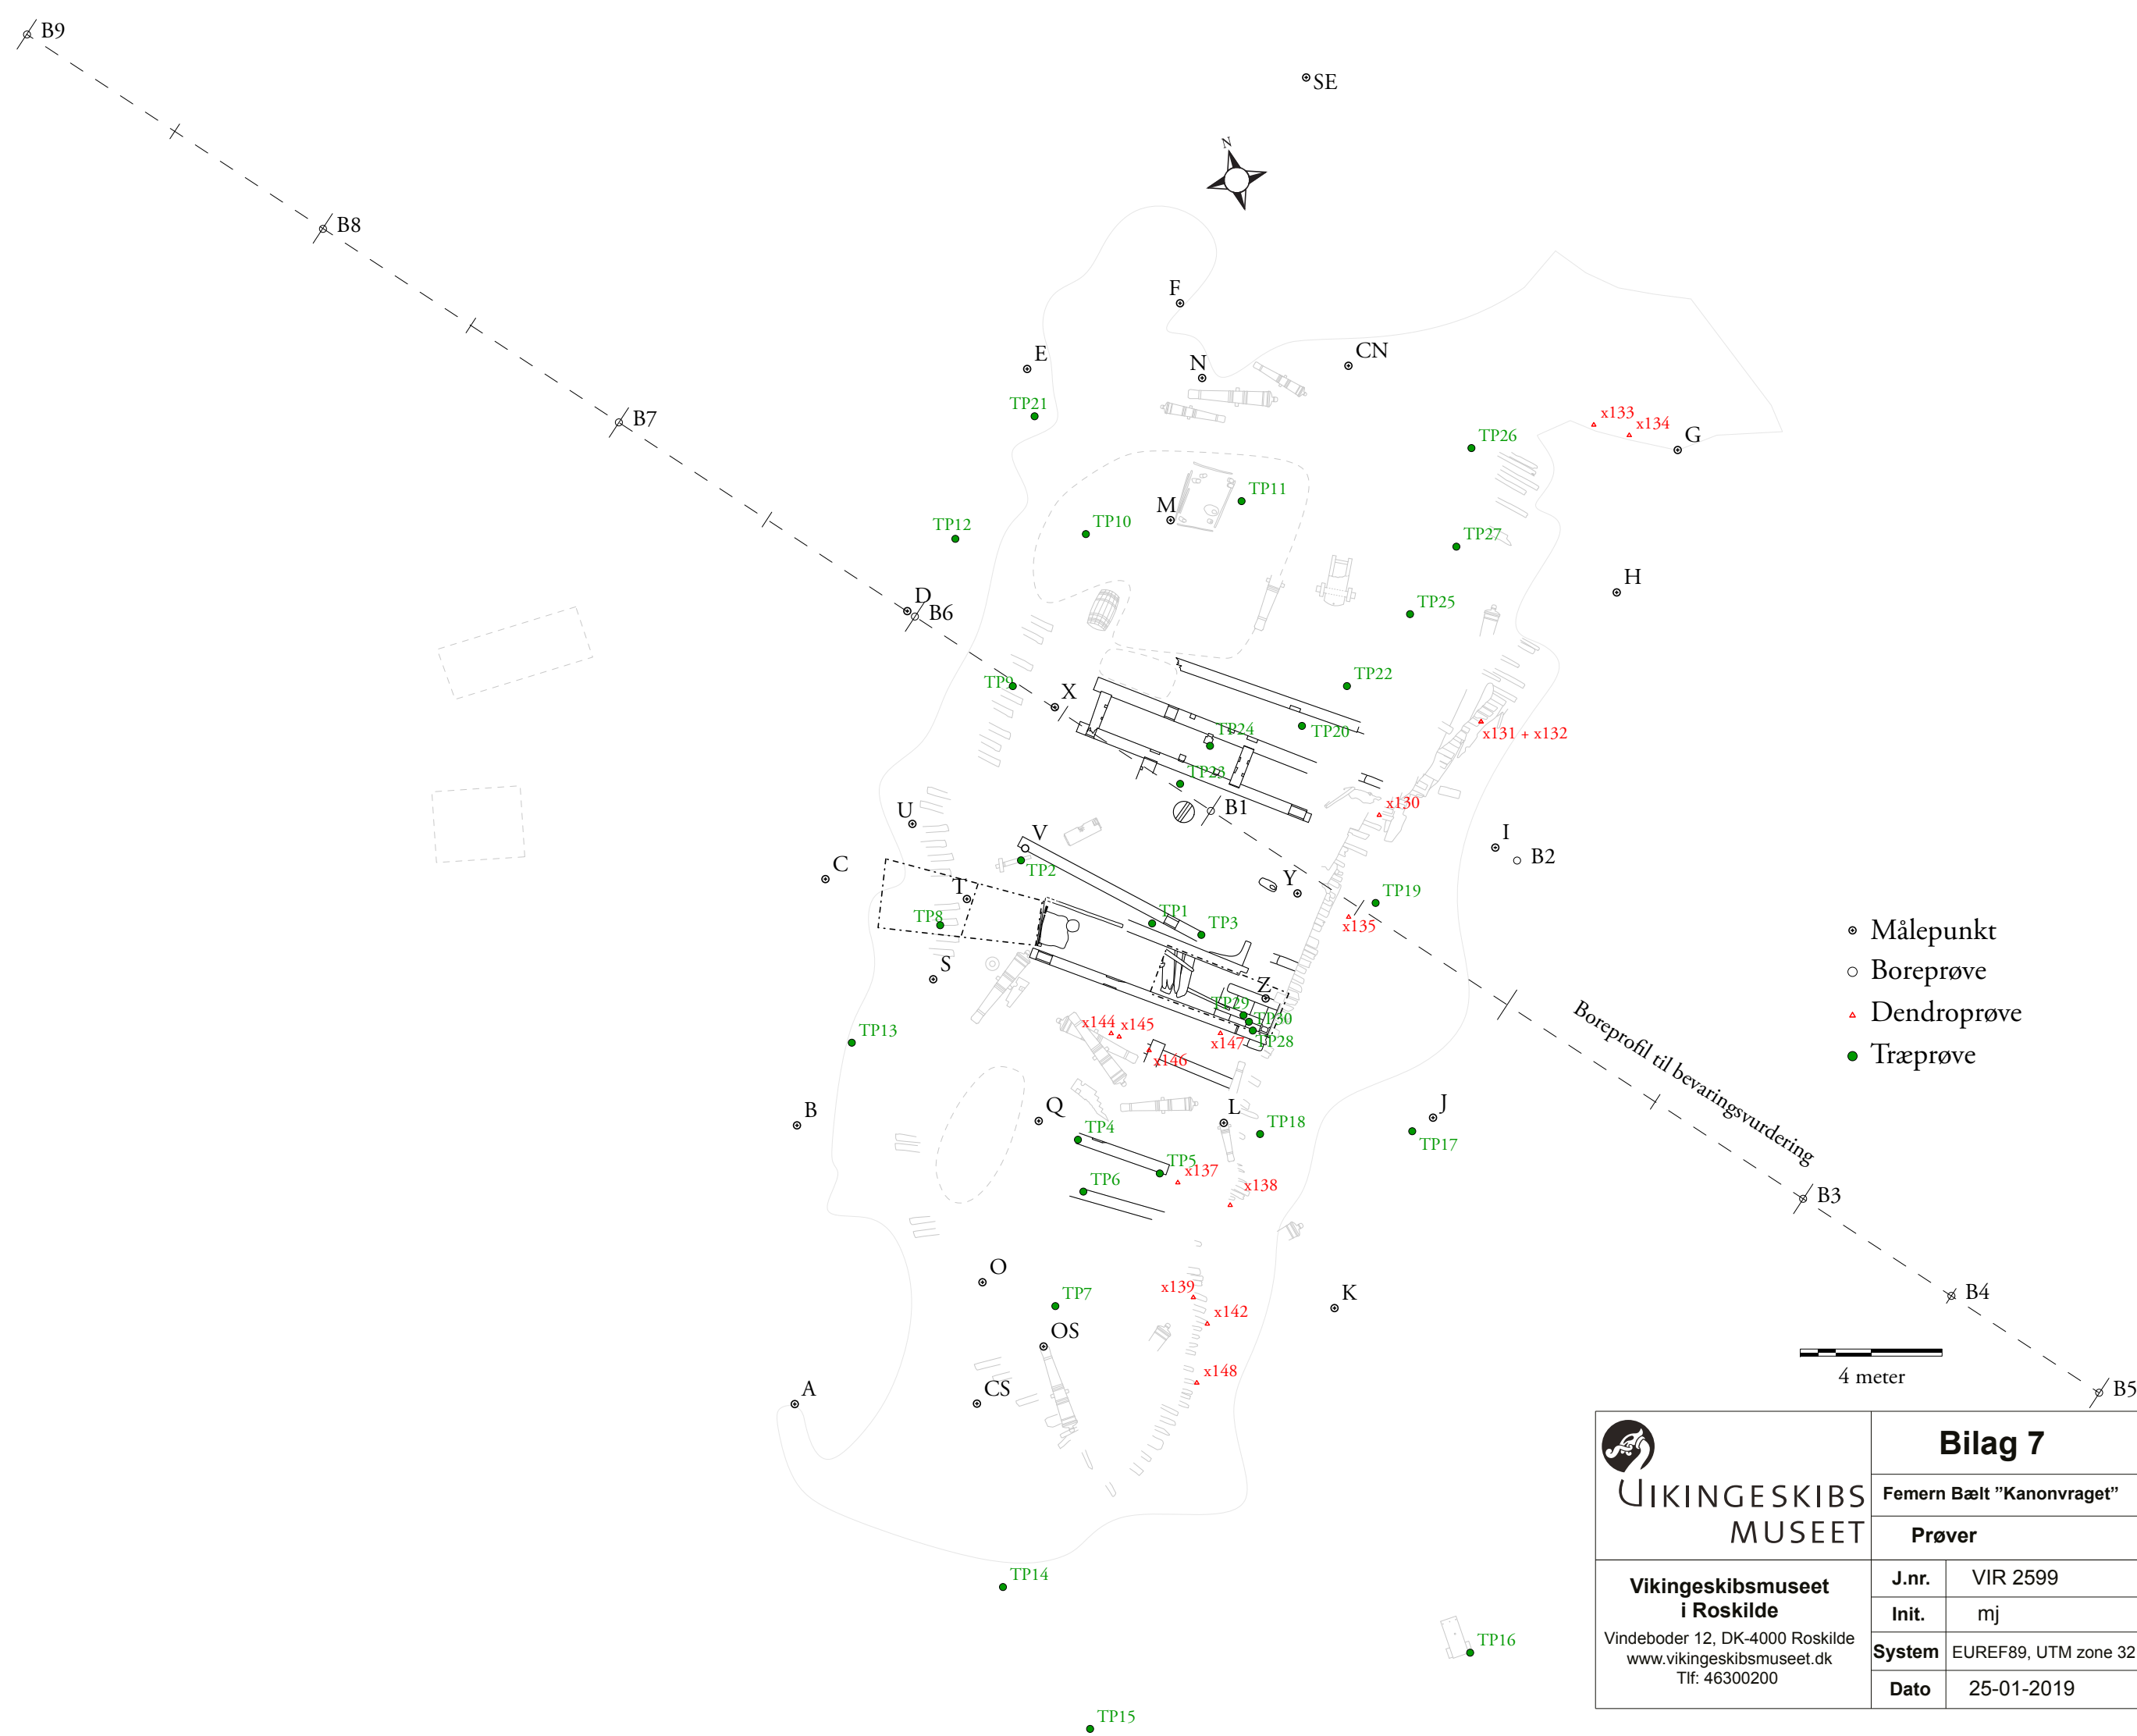 B9
SE
N
B8
F
E
N
CN
TP21
B7
x133
x134
G
TP26
TP11
M
TP10
TP12
TP27
H
D
B6
TP25
TP9
X
TP22
TP24
TP20
x131 + x132
TP23
B1
x130
U
V
I
B2
TP2
C
T
Y
TP19
TP8
TP1
TP3
x135
Målepunkt
Boreprøve
Dendroprøve
Træprøve
S
Z
TP29
TP30
TP28
x144
x145
x147
x146
TP13
Boreprofil til bevaringsvurdering
B
Q
L
J
TP4
TP18
TP17
TP5
x137
TP6
x138
B3
O
x139
TP7
x142
K
B4
OS
x148
4 meter
A
CS
B5
Bilag 7
VIKINGESKIBS
MUSEET
Femern Bælt ”Kanonvraget”
Prøver
Vikingeskibsmuseet
i Roskilde
Vindeboder 12, DK-4000 Roskilde
www.vikingeskibsmuseet.dk
Tlf: 46300200
J.nr. VIR 2599
Init. mj
System EUREF89, UTM zone 32
Dato 25-01-2019
TP14
TP16
TP15